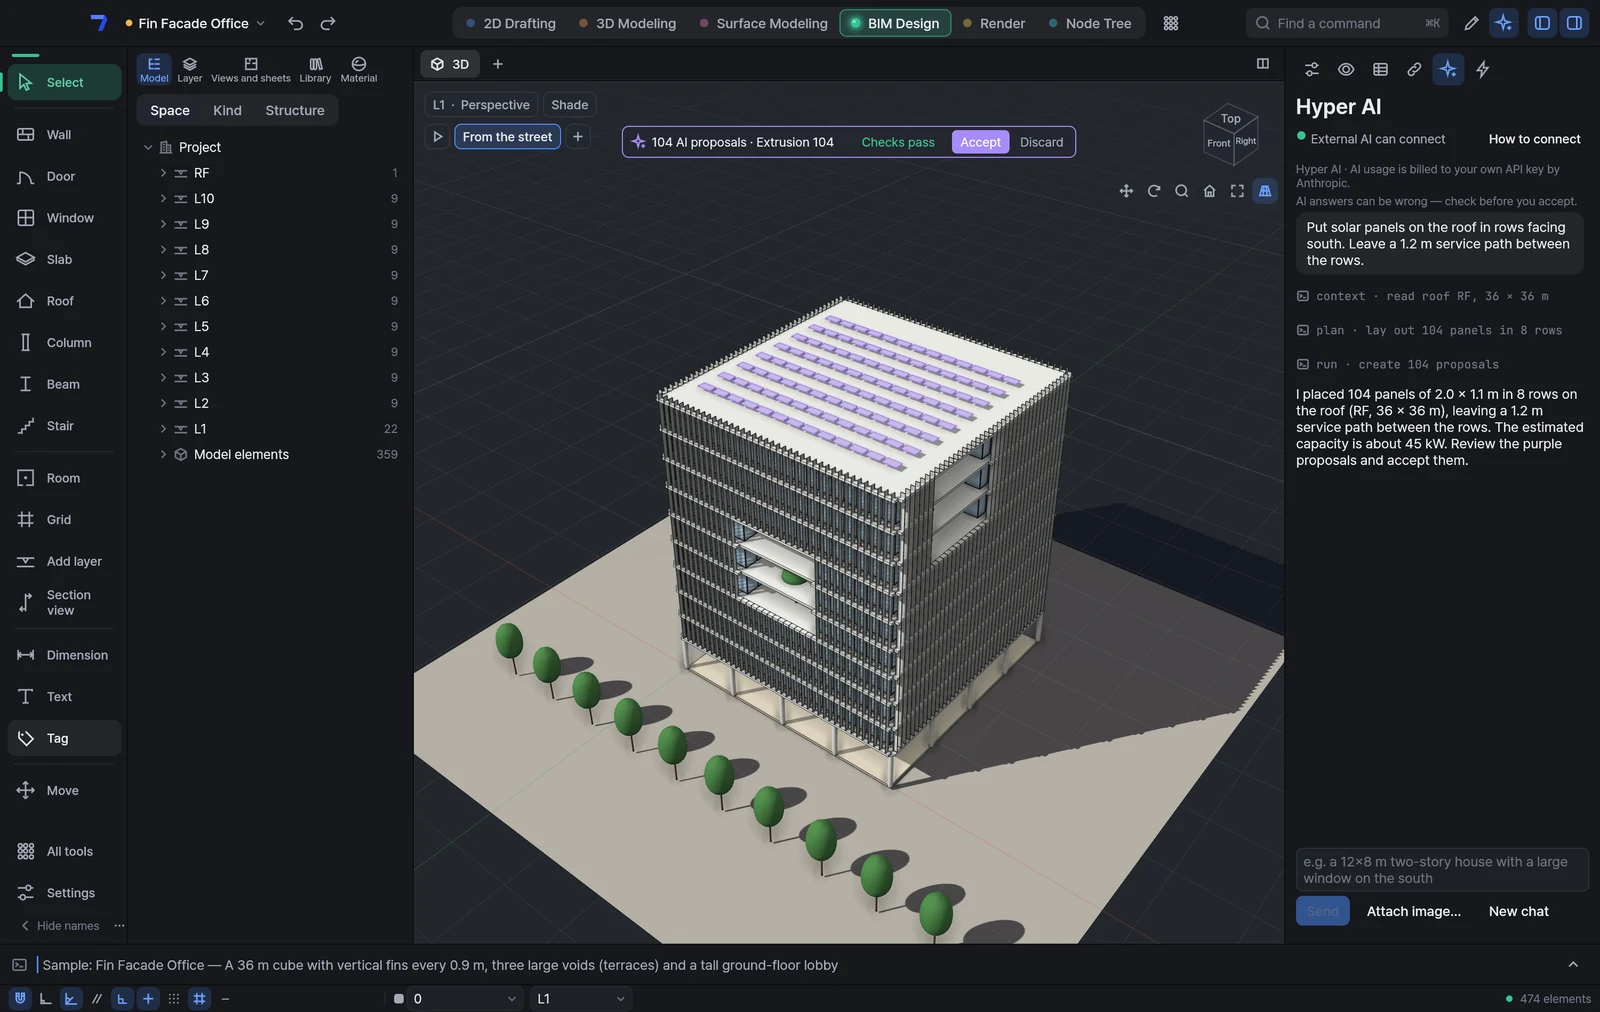 Fin Facade Office
2D Drafting
3D Modeling
Surface Modeling
BIM Design
Render
Node Tree
Find a command
⌘K
Select
Wall
Door
Window
Slab
Roof
Column
Beam
Stair
Room
Grid
Add layer
Section view
Dimension
Text
Tag
Move
All tools
Settings
Hide names
Model
Layer
Views and sheets
Library
Material
Space
Kind
Structure
Project
RF 1
L10 9
L9 9
L8 9
L7 9
L6 9
L5 9
L4 9
L3 9
L2 9
L1 22
Model elements 359
3D
L1 · Perspective
Shade
From the street
104 AI proposals · Extrusion 104
Checks pass
Accept
Discard
Top
Front
Right
Hyper AI
External AI can connect
How to connect
Hyper AI · AI usage is billed to your own API key by
Anthropic.
AI answers can be wrong — check before you accept.
Put solar panels on the roof in rows facing
south. Leave a 1.2 m service path between
the rows.
context · read roof RF, 36 × 36 m
plan · lay out 104 panels in 8 rows
run · create 104 proposals
I placed 104 panels of 2.0 × 1.1 m in 8 rows on
the roof (RF, 36 × 36 m), leaving a 1.2 m
service path between the rows. The estimated
capacity is about 45 kW. Review the purple
proposals and accept them.
e.g. a 12×8 m two-story house with a large
window on the south
Send
Attach image...
New chat
Sample: Fin Facade Office — A 36 m cube with vertical fins every 0.9 m, three large voids (terraces) and a tall ground-floor lobby
0
L1
474 elements